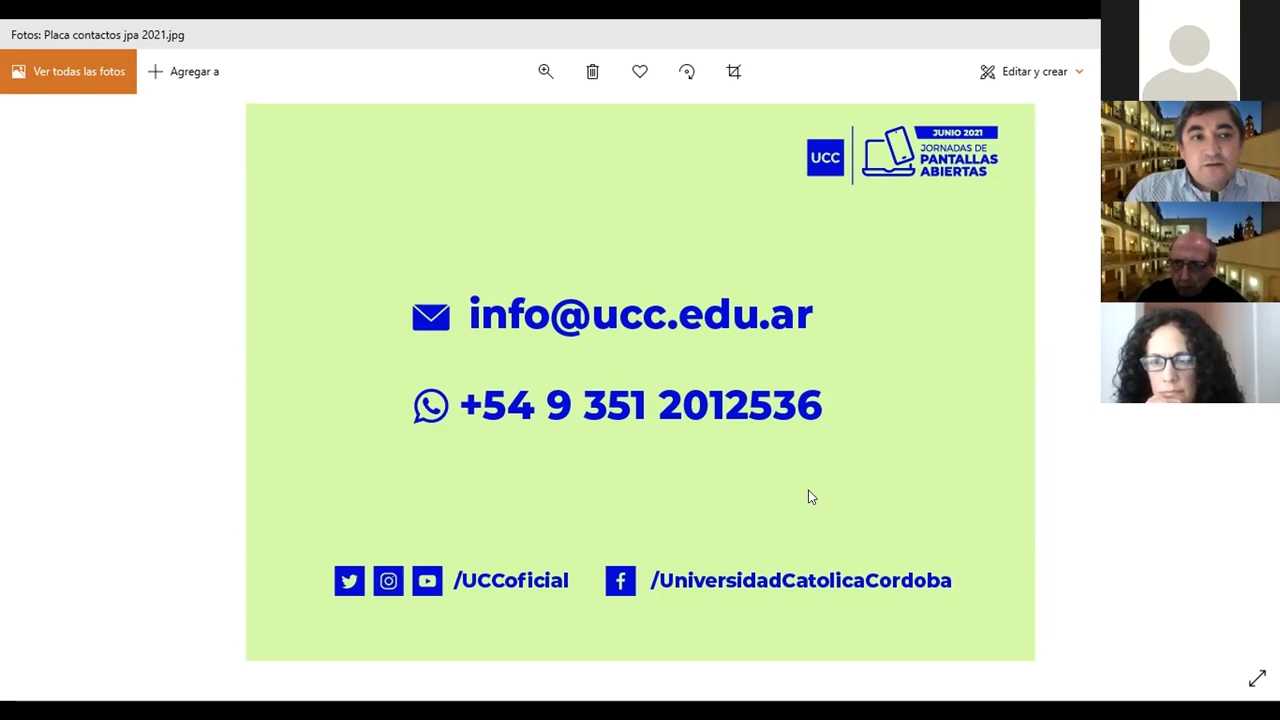 Fotos: Placa contactos jpa 2021.jpg
Ver todas las fotos
Agregar a
Editar y crear
UCC
JUNIO 2021
JORNADAS DE
PANTALLAS
ABIERTAS
info@ucc.edu.ar
+54 9 351 2012536
/UCCoficial
/UniversidadCatolicaCordoba